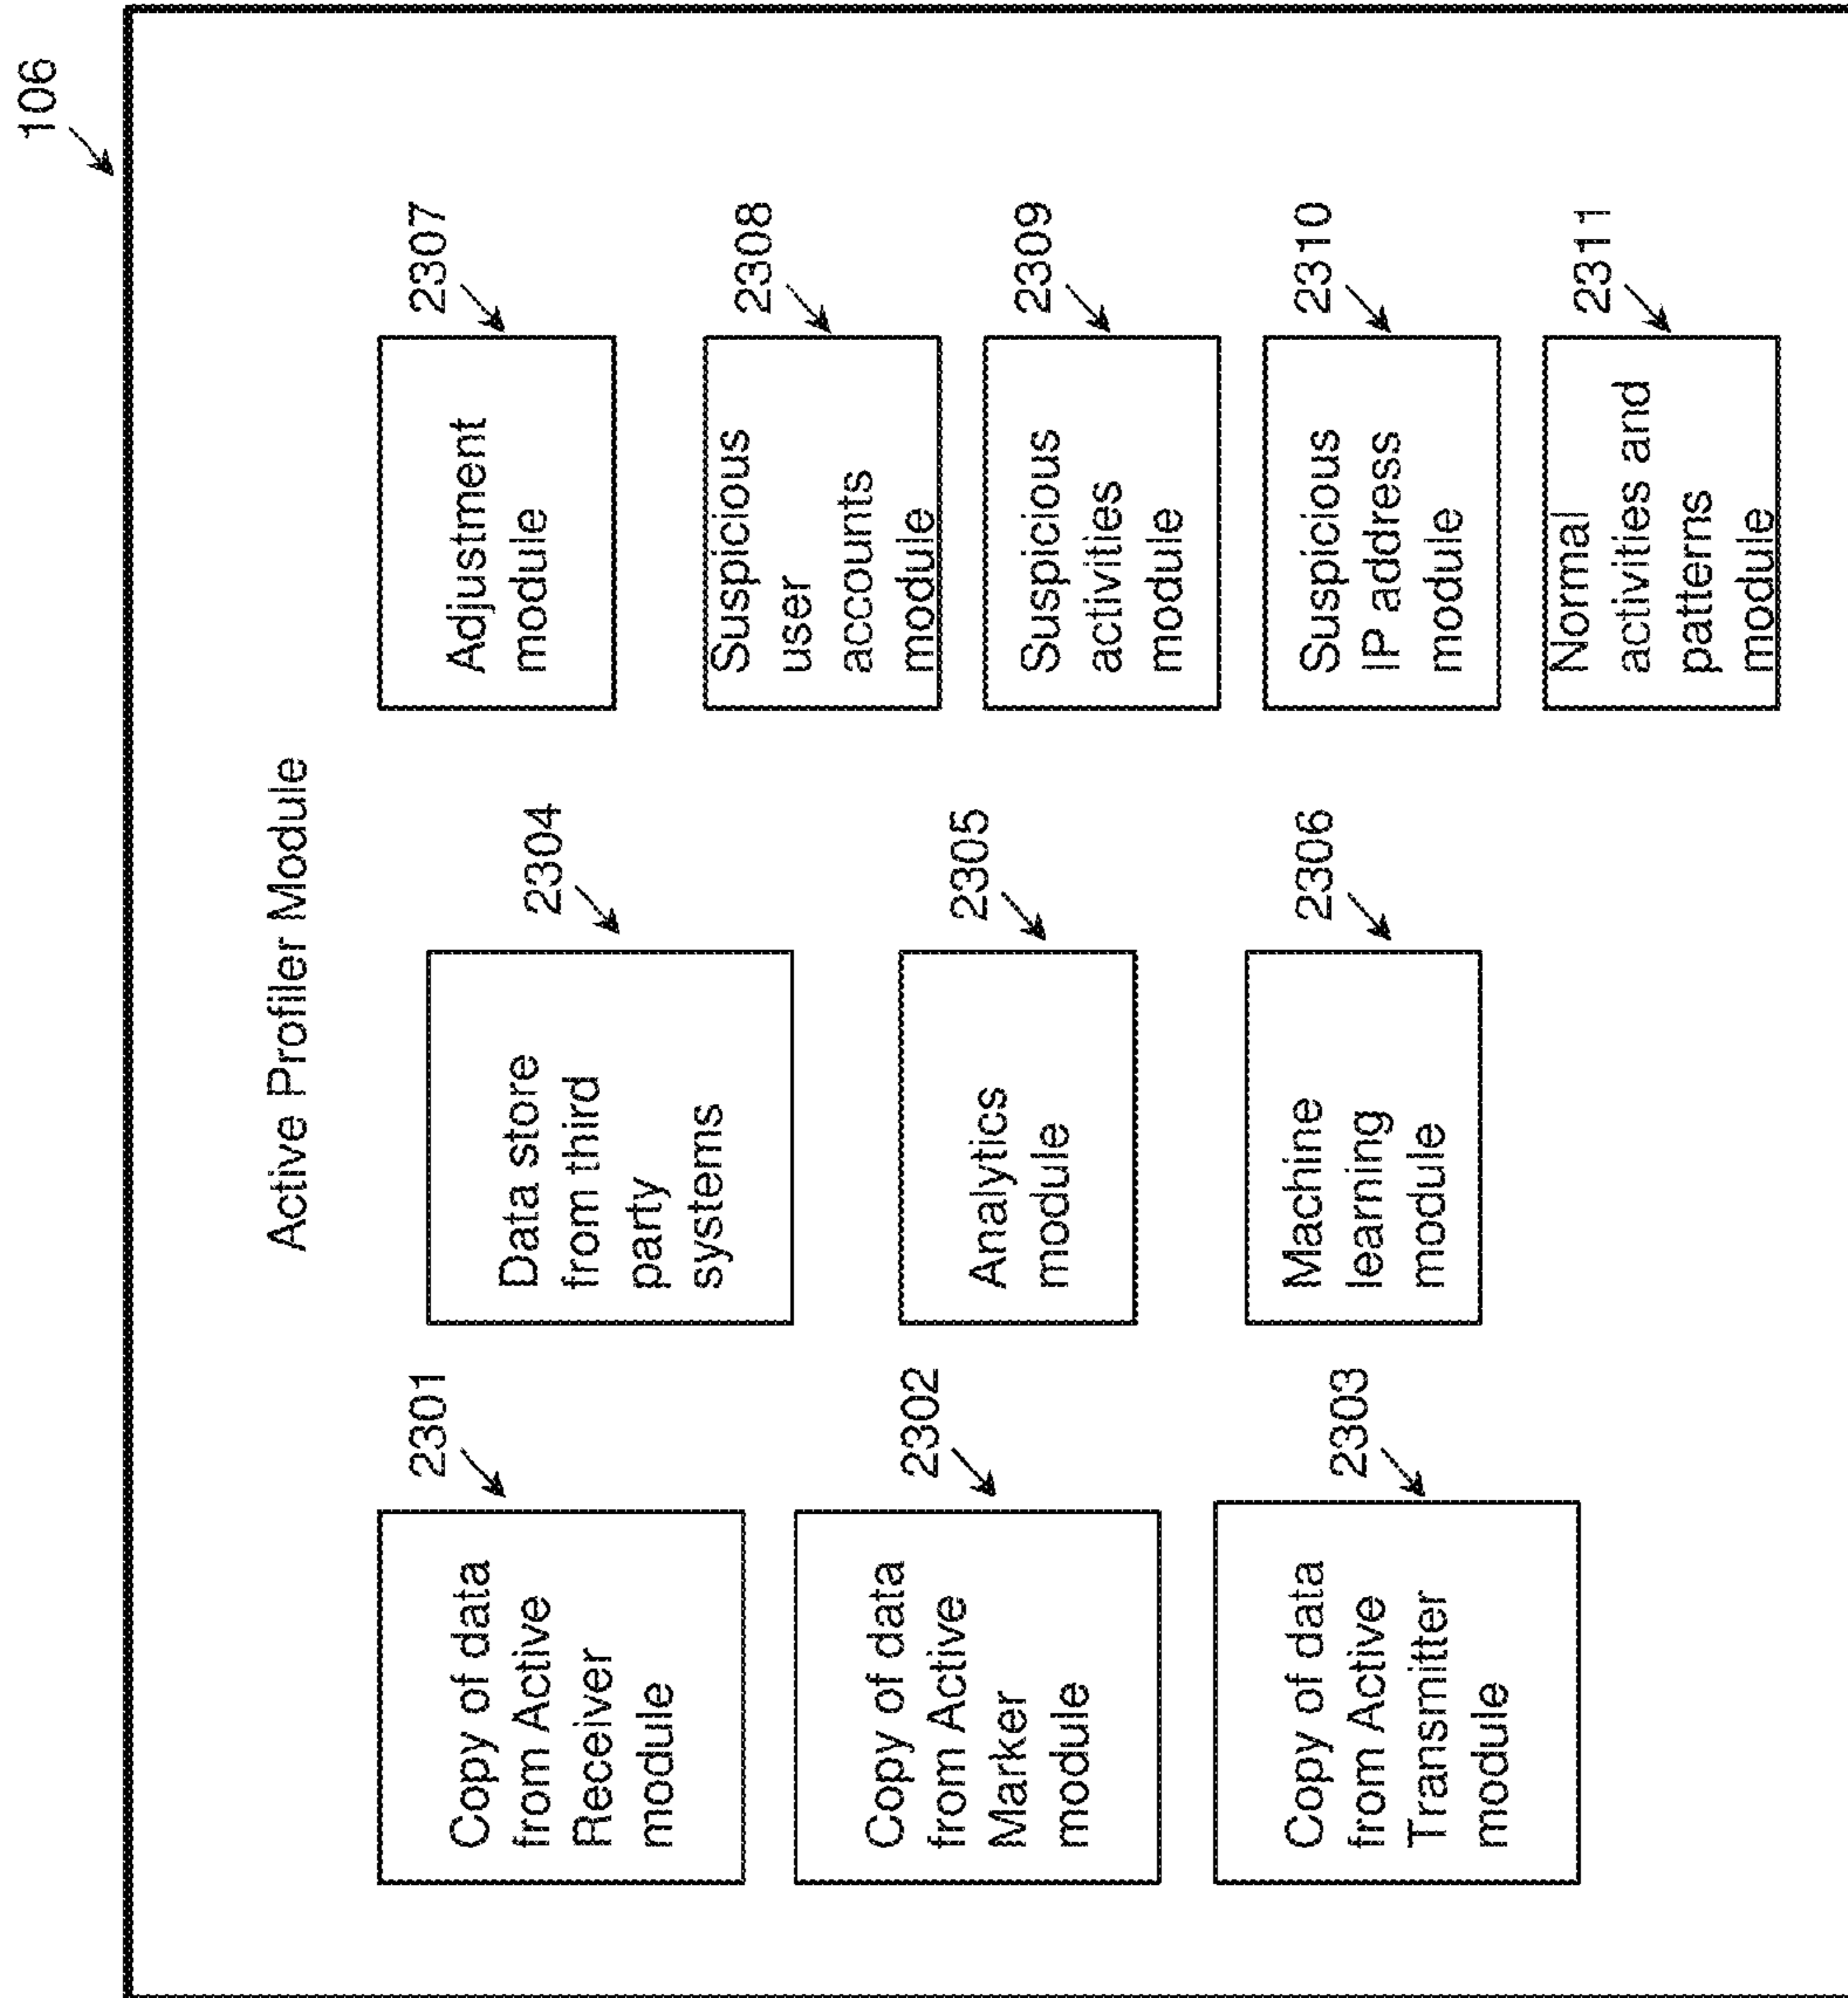 106
Active Profiler Module
2301
Copy of data
from Active
Receiver
module
2302
Copy of data
from Active
Marker
module
2303
Copy of data
from Active
Transmitter
module
2304
Data store
from third
party
systems
2305
Analytics
module
2306
Machine
learning
module
2307
Adjustment
module
2308
Suspicious
user
accounts
module
2309
Suspicious
activities
module
2310
Suspicious
IP address
module
2311
Normal
activities and
patterns
module